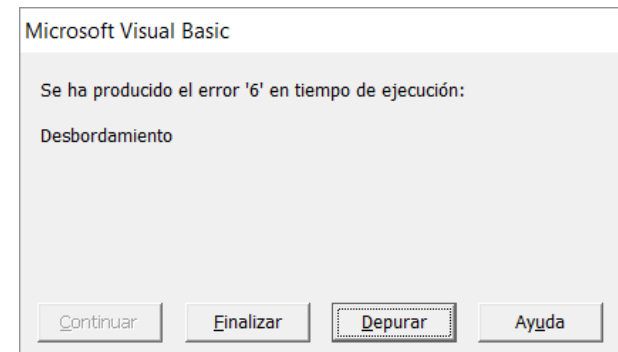 Microsoft Visual Basic
Se ha producido el error '6' en tiempo de ejecución:
Desbordamiento
Continuar Finalizar Depurar Ayuda